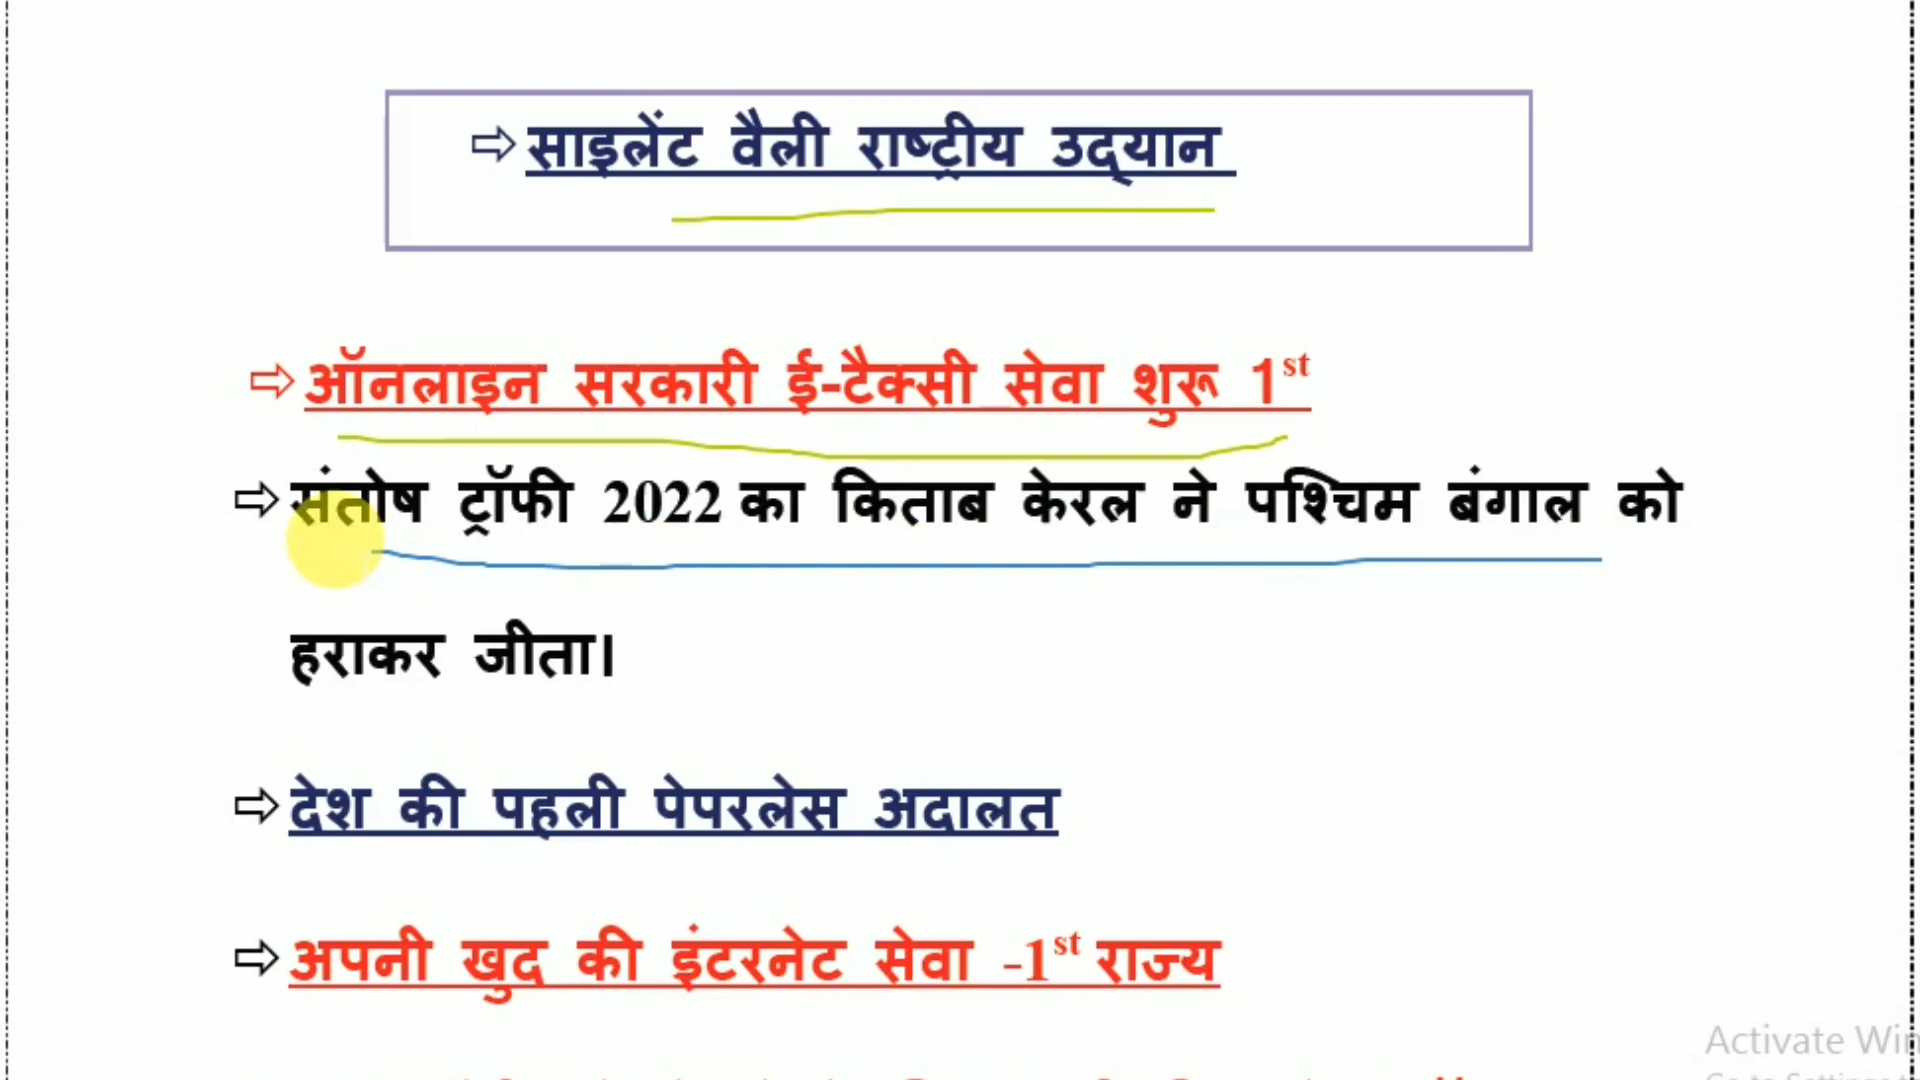 ⇨साइलेंट वैली राष्ट्रीय उद्‌यान
⇨ऑनलाइन सरकारी ई-टैक्सी सेवा शुरू 1st
⇨संतोष ट्रॉफी 2022 का किताब केरल ने पश्चिम बंगाल को
हराकर जीता।
⇨देश की पहली पेपरलेस अदालत
⇨अपनी खुद की इंटरनेट सेवा -1st राज्य
Activate